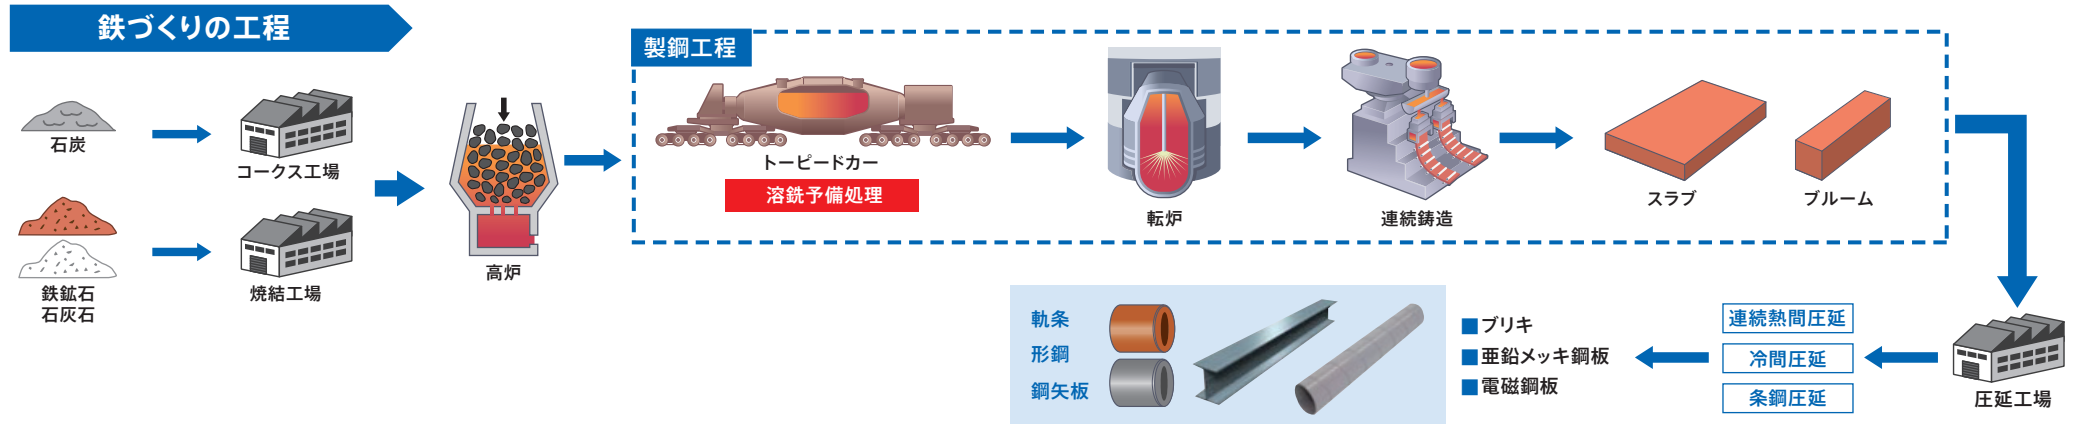 鉄づくりの工程
石炭
コークス工場
鉄鉱石
石灰石
焼結工場
高炉
製鋼工程
トーピードカー
溶銑予備処理
転炉
連続鋳造
スラブ
ブルーム
圧延工場
連続熱間圧延
冷間圧延
条鋼圧延
ブリキ
亜鉛メッキ鋼板
電磁鋼板
軌条
形鋼
鋼矢板